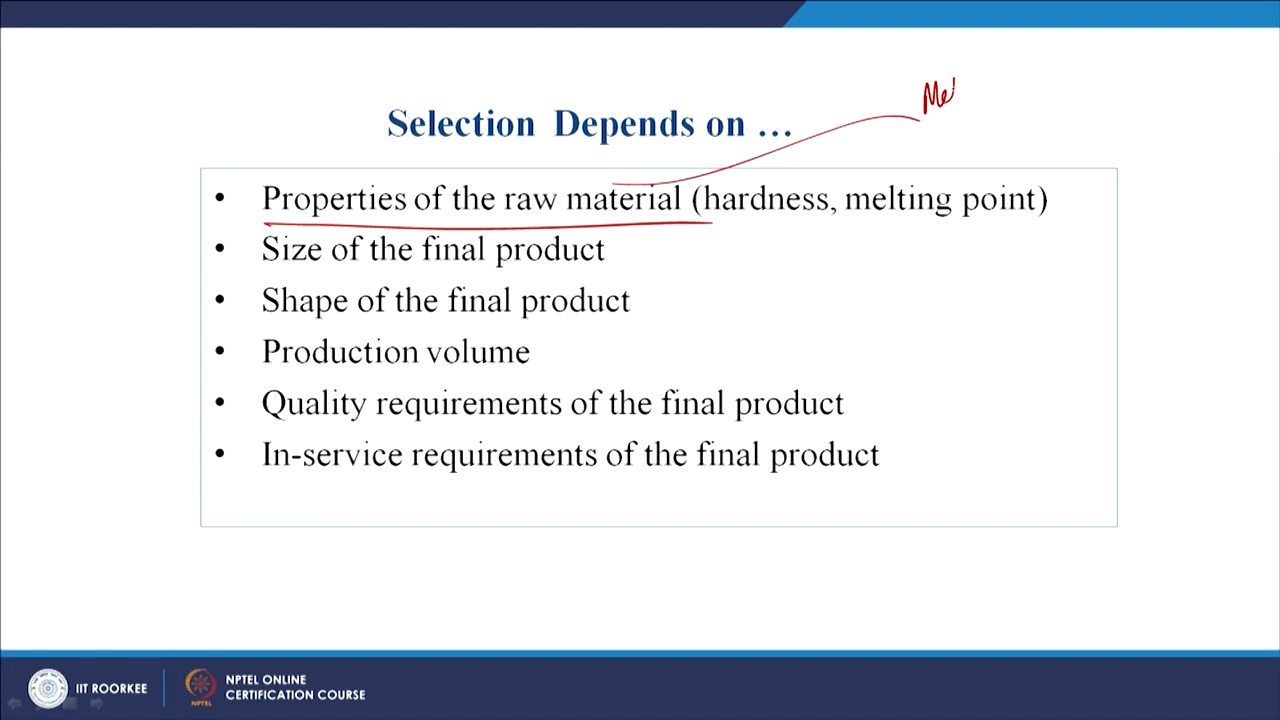 Me
Selection Depends on ...
• Properties of the raw material (hardness, melting point)
• Size of the final product
• Shape of the final product
• Production volume
• Quality requirements of the final product
• In-service requirements of the final product
IIT ROORKEE
NPTEL
NPTEL ONLINE
CERTIFICATION COURSE